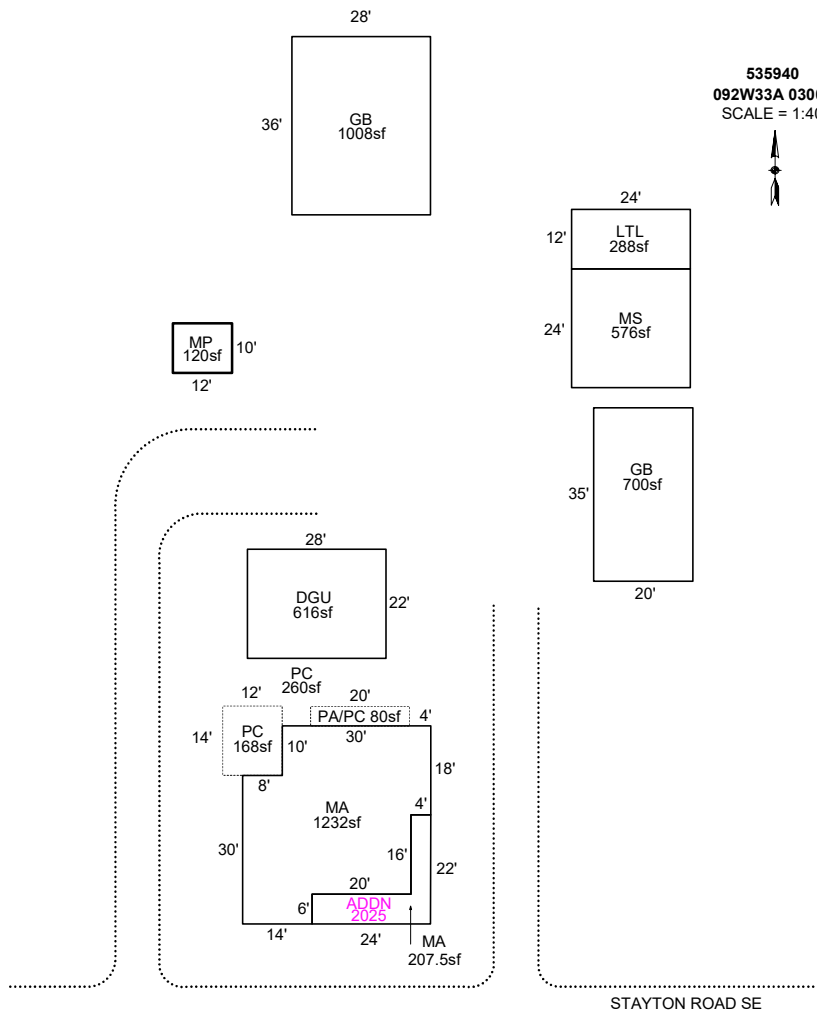 28'
36'
GB
1008sf
535940
092W33A 030
SCALE = 1:40
24'
12'
LTL
288sf
24'
MS
576sf
MP
120sf
10'
12'
GB
700sf
35'
20'
28'
DGU
616sf
22'
PC
260sf
12'
20'
PA/PC 80sf
4'
14'
PC
168sf
10'
30'
18'
8'
4'
MA
1232sf
30'
16'
22'
20'
6'
ADDN
2025
14'
24'
MA
207.5sf
STAYTON ROAD SE